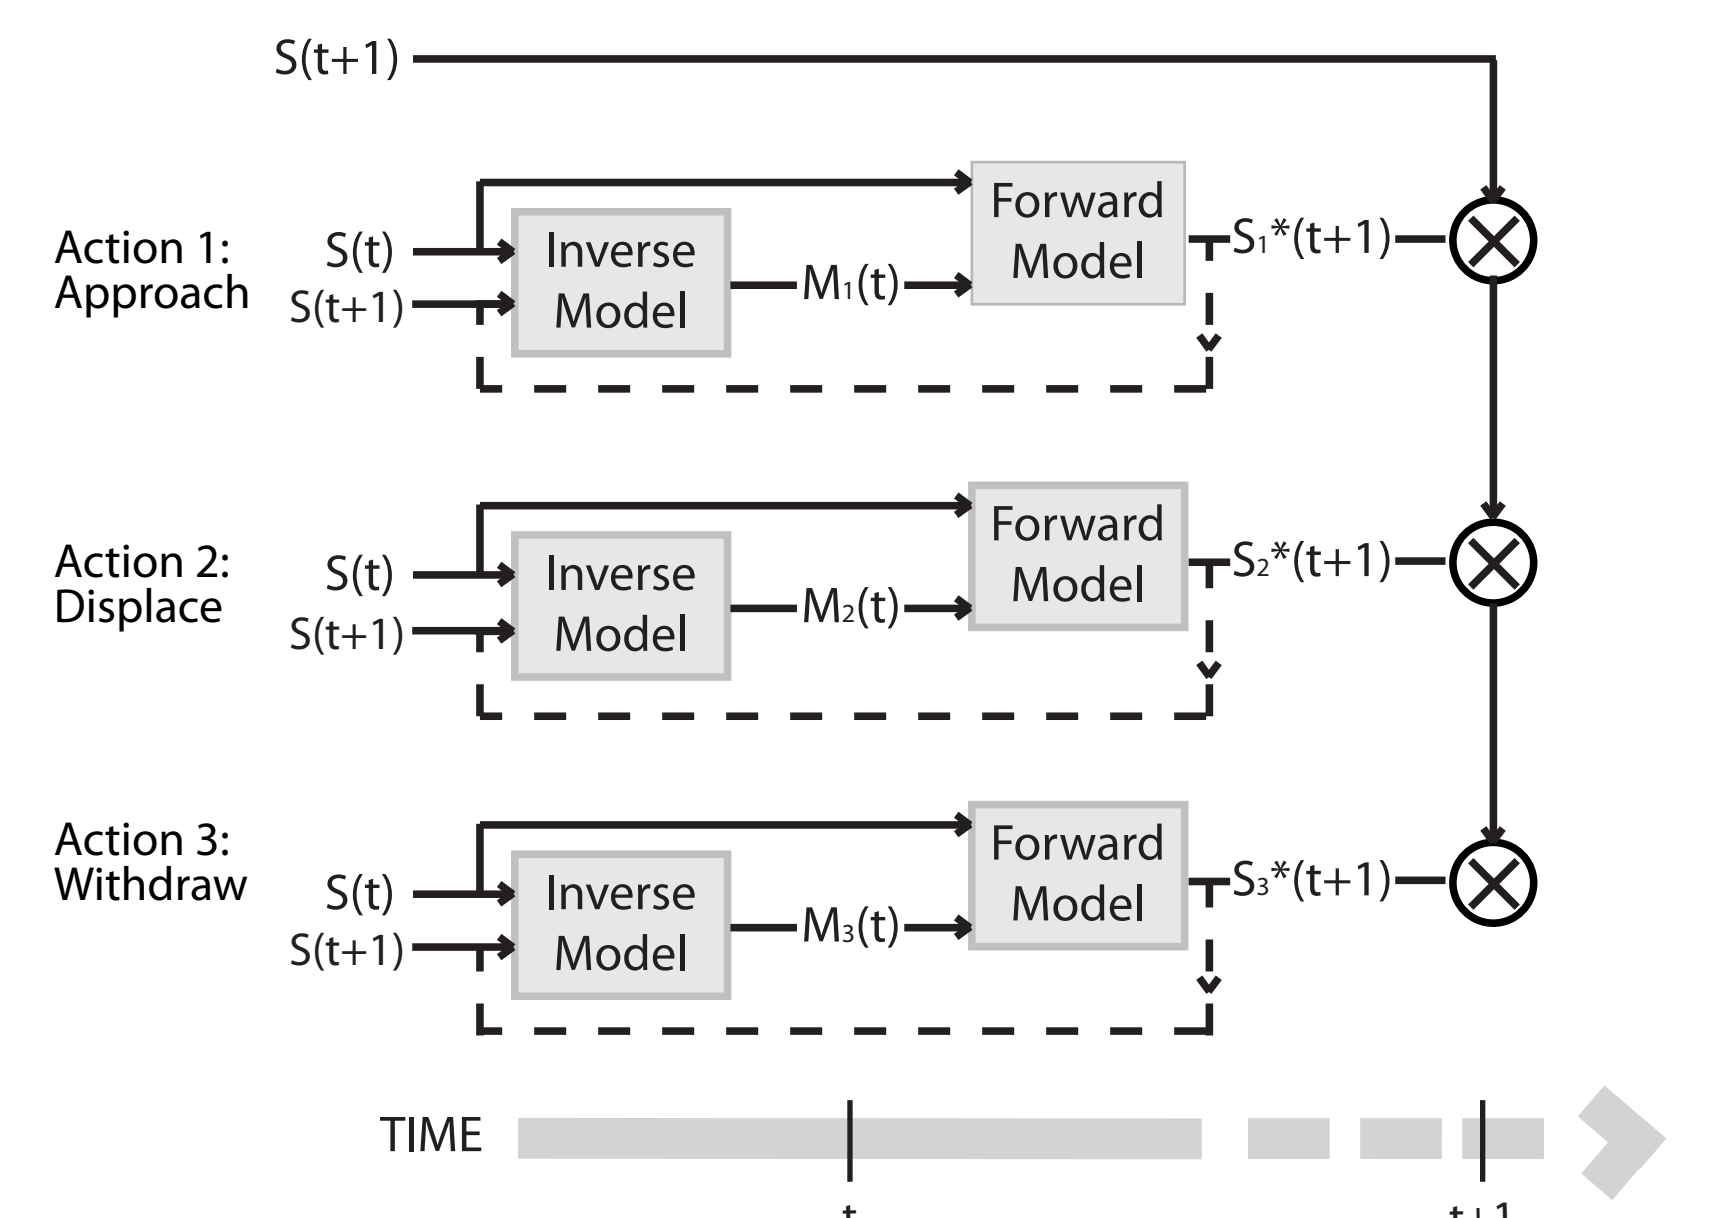 S(t+1)
Action 1:
Approach
S(t)
S(t+1)
Inverse
Model
M₁(t)
Forward
Model
S₁*(t+1)
Action 2:
Displace
S(t)
S(t+1)
Inverse
Model
M₂(t)
Forward
Model
S₂*(t+1)
Action 3:
Withdraw
S(t)
S(t+1)
Inverse
Model
M₃(t)
Forward
Model
S₃*(t+1)
TIME
t
t+1